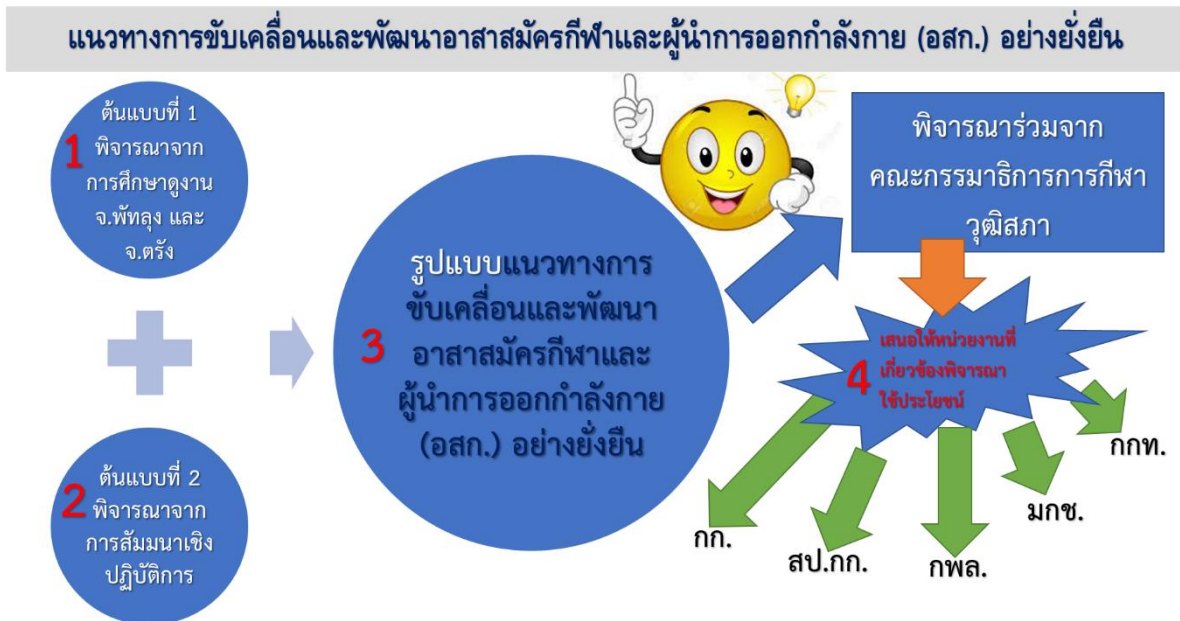 แนวทางการขับเคลื่อนและพัฒนาอาสาสมัครกีฬาและผู้นำการออกกำลังกาย (อสก.) อย่างยั่งยืน
1
ต้นแบบที่ 1
พิจารณาจาก
การศึกษาดูงาน
จ.พัทลุง และ
จ.ตรัง
2
ต้นแบบที่ 2
พิจารณาจาก
การสัมมนาเชิง
ปฏิบัติการ
3
รูปแบบแนวทางการ
ขับเคลื่อนและพัฒนา
อาสาสมัครกีฬาและ
ผู้นำการออกกำลังกาย
(อสก.) อย่างยั่งยืน
พิจารณาร่วมจาก
คณะกรรมาธิการการกีฬา
วุฒิสภา
4
เสนอให้หน่วยงานที่
เกี่ยวข้องพิจารณา
ใช้ประโยชน์
กก.
สป.กก.
กพล.
มกช.
กกท.